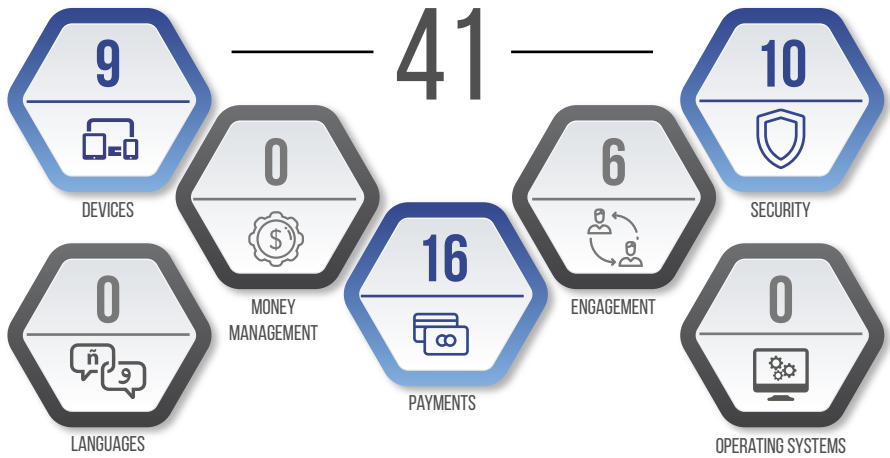 41
9
DEVICES
10
SECURITY
0
MONEY
MANAGEMENT
6
ENGAGEMENT
16
PAYMENTS
0
ñ
و
LANGUAGES
0
OPERATING SYSTEMS